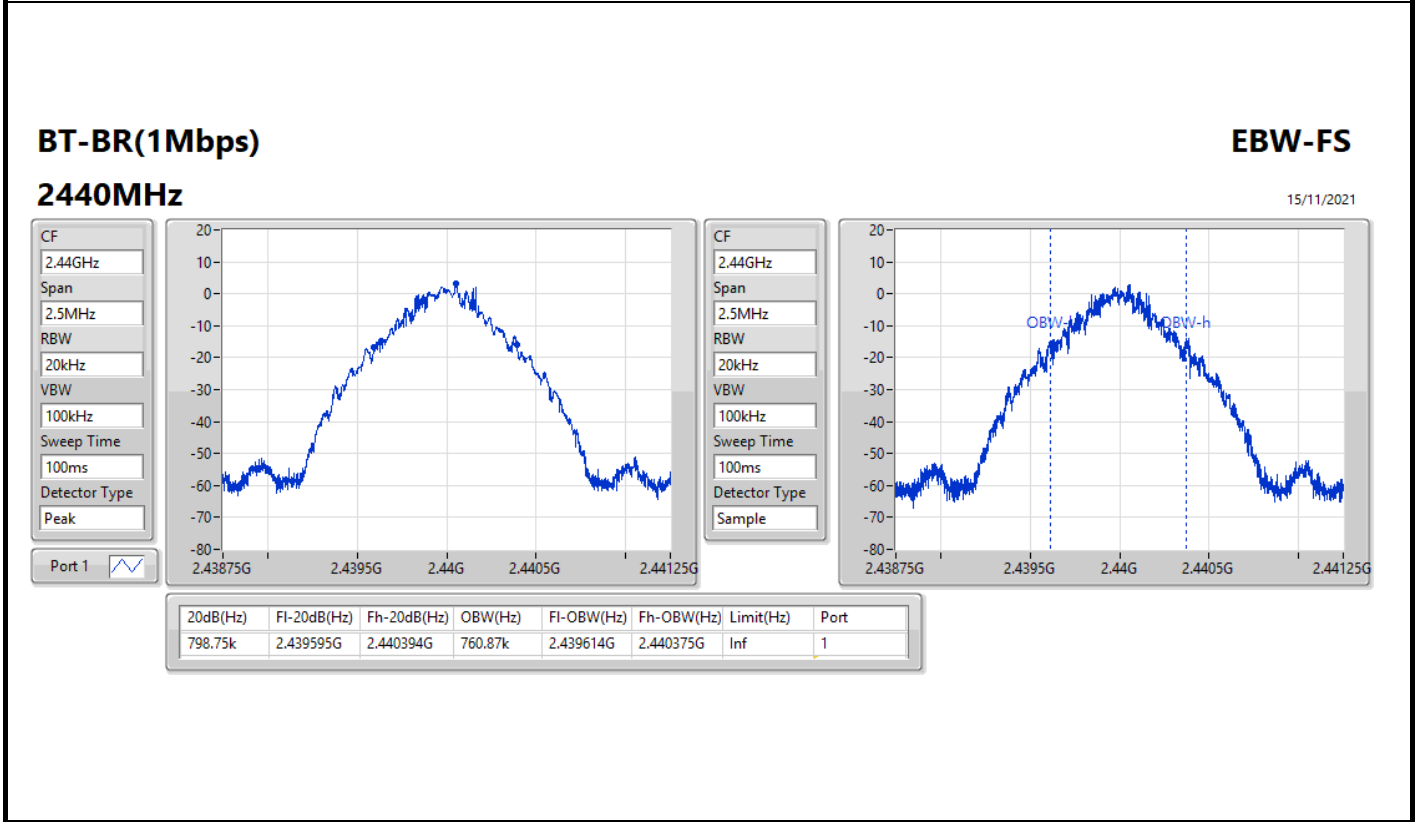 BT-BR(1Mbps)
EBW-FS
2440MHz
15/11/2021
CF
2.44GHz
Span
2.5MHz
RBW
20kHz
VBW
100kHz
Sweep Time
100ms
Detector Type
Peak
Port 1
20
10
0
-10
-20
-30
-40
-50
-60
-70
-80
2.43875G 2.4395G 2.44G 2.4405G 2.44125G
CF
2.44GHz
Span
2.5MHz
RBW
20kHz
VBW
100kHz
Sweep Time
100ms
Detector Type
Sample
20
10
0
-10
-20
-30
-40
-50
-60
-70
-80
OBW- OBW-h
2.43875G 2.4395G 2.44G 2.4405G 2.44125G
20dB(Hz) Fl-20dB(Hz) Fh-20dB(Hz) OBW(Hz) Fl-OBW(Hz) Fh-OBW(Hz) Limit(Hz) Port
798.75k 2.439595G 2.440394G 760.87k 2.439614G 2.440375G Inf 1